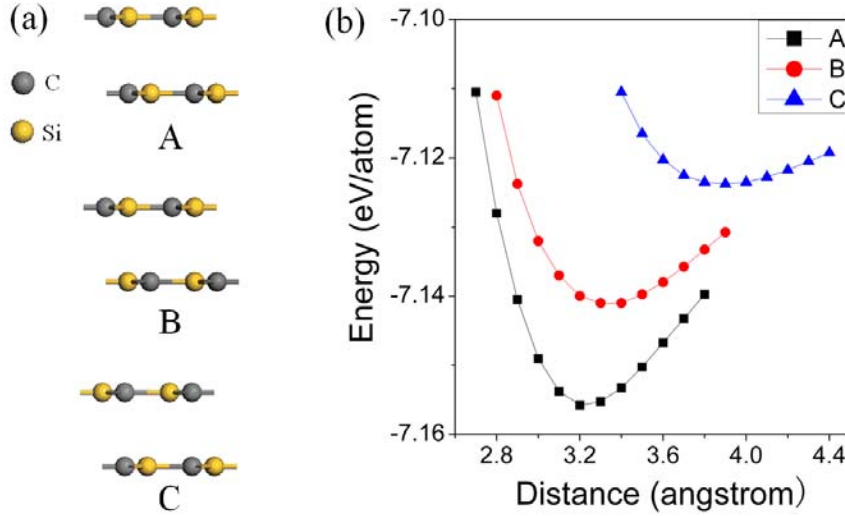 (a)
C
Si
A
B
C
(b)
-7.10
-7.12
-7.14
-7.16
Energy (eV/atom)
A
B
C
2.8 3.2 3.6 4.0 4.4
Distance (angstrom)